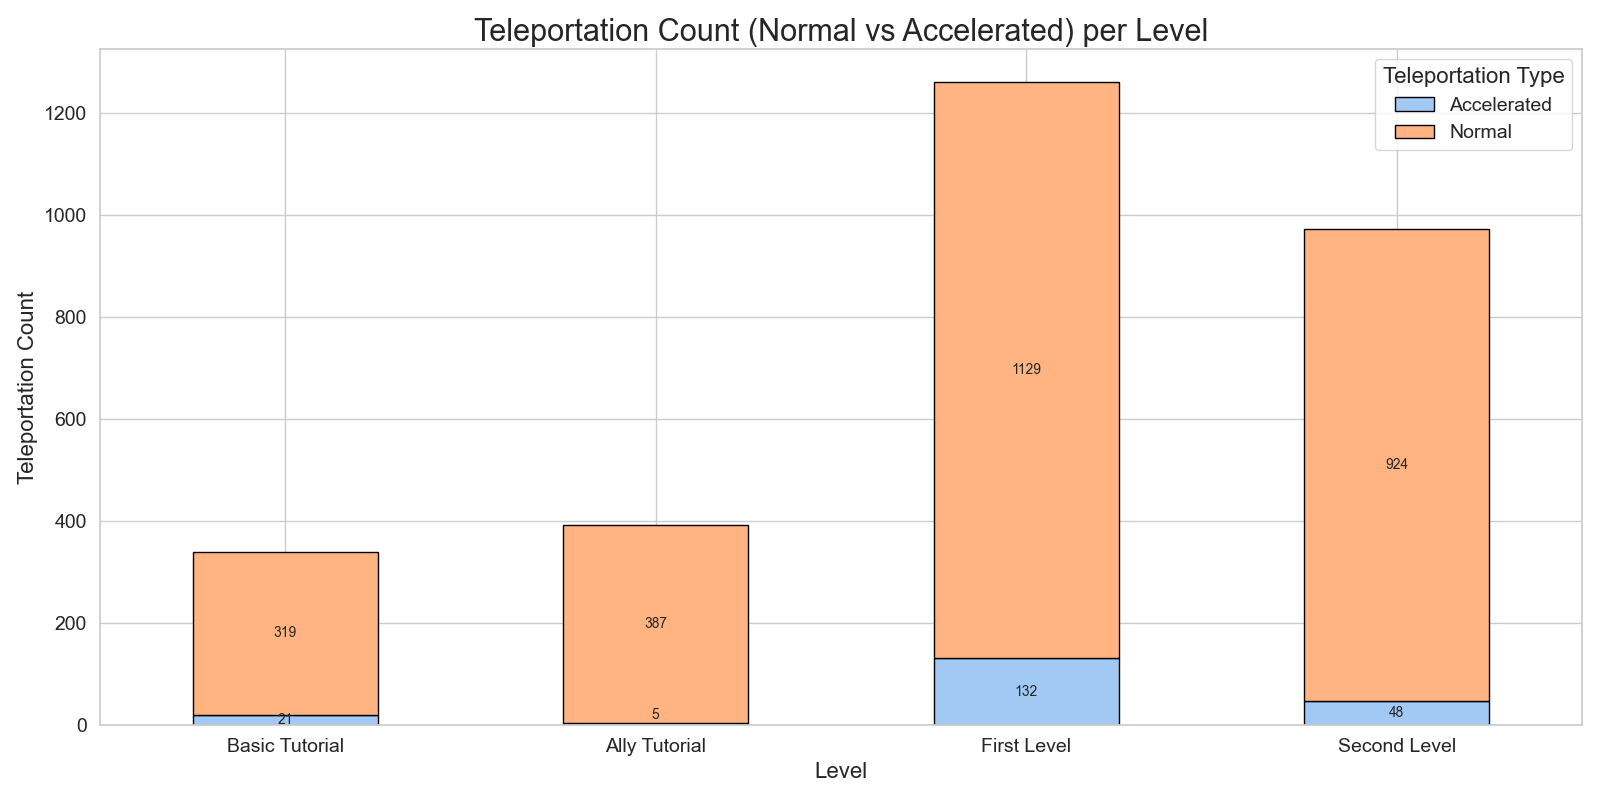 Teleportation Count (Normal vs Accelerated) per Level
Teleportation Type
Accelerated
Normal
Teleportation Count
1200
1000
800
600
400
200
0
319
21
387
5
1129
132
924
48
Basic Tutorial
Ally Tutorial
First Level
Second Level
Level